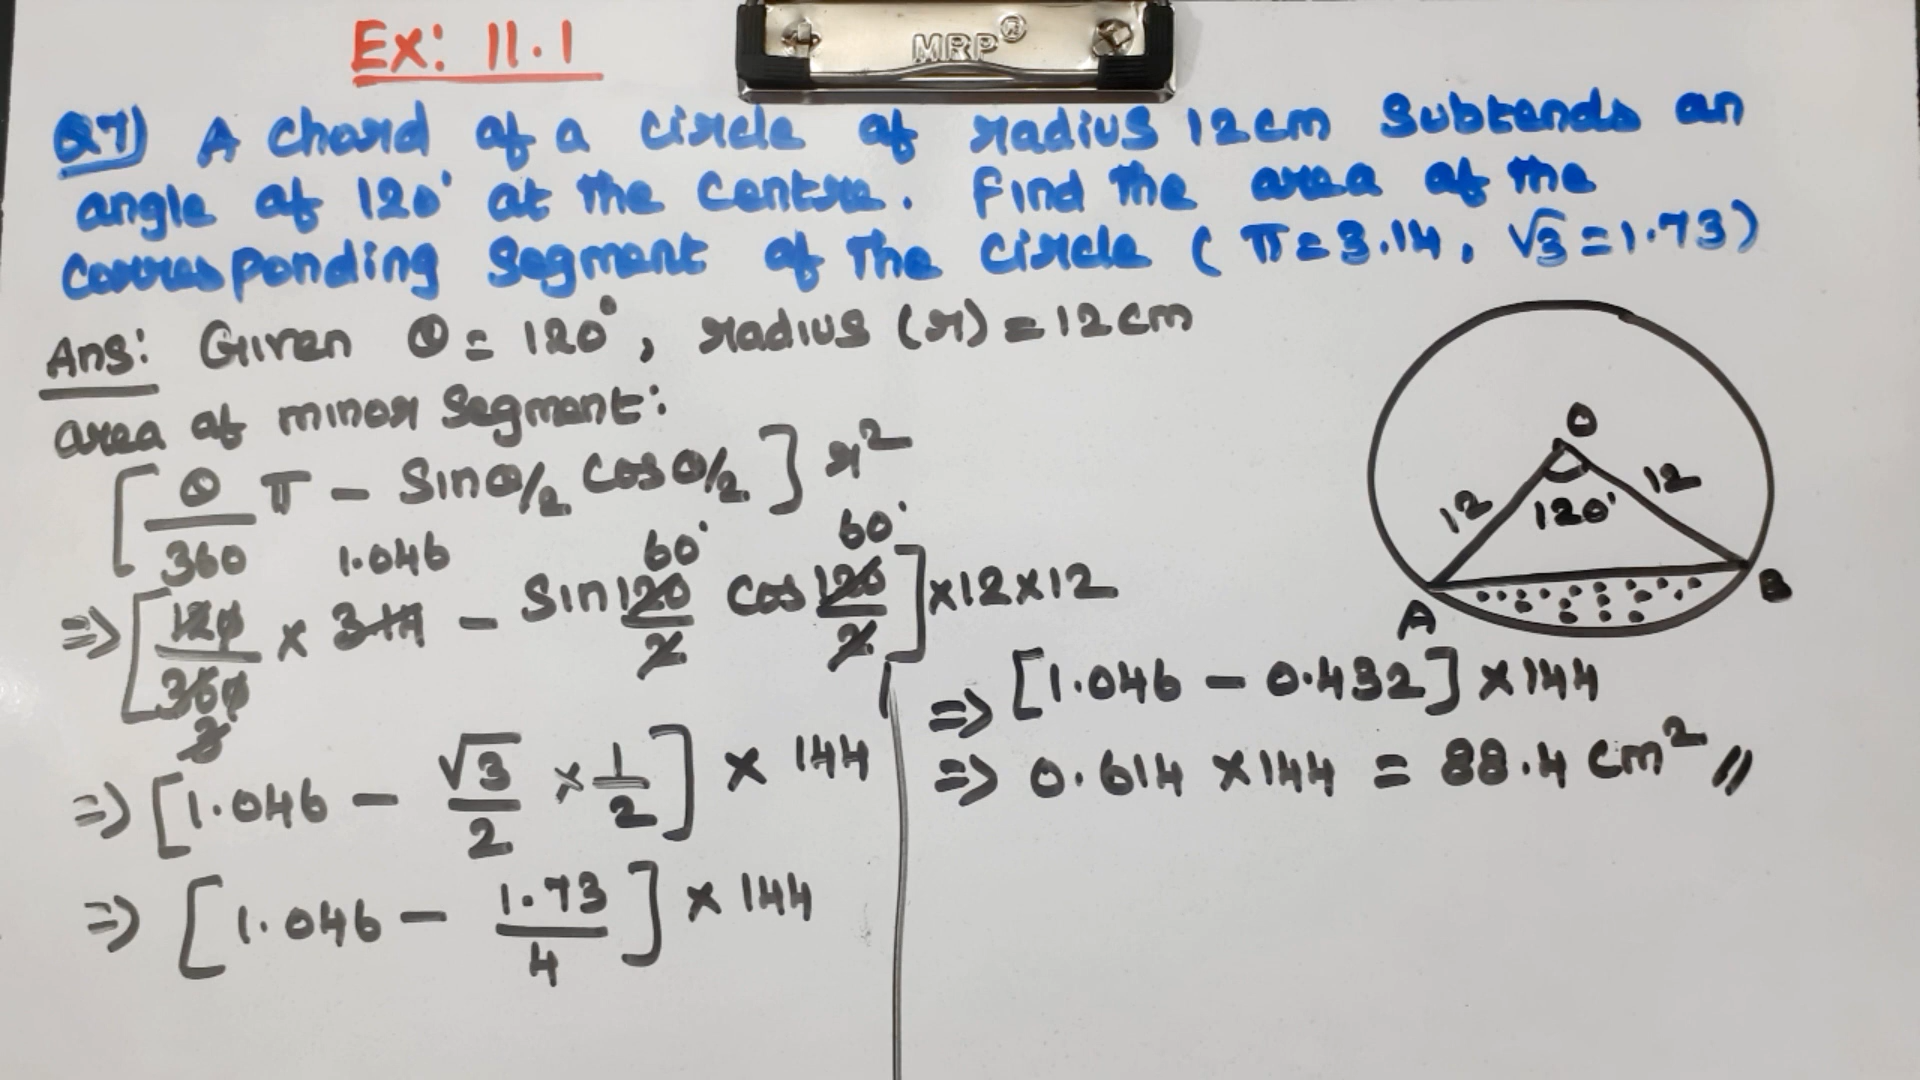 Ex: 11.1
MRP®
Q7) A chord of a circle of radius 12cm subtends an
angle of 120° at the centre. Find the area of the
corresponding segment of the circle (π=3.14, √3=1.73)
Ans: Given θ = 120°, radius (r) = 12cm
area of minor segment:
[θ/360 π − Sinθ/2 Cosθ/2] r²
1.046 60° 60°
⇒ [120/360 × 3.14 − Sin120/2 Cos120/2] ×12×12
3
⇒ [1.046 − √3/2 × 1/2] × 144
⇒ [1.046 − 1.73/4] × 144
⇒ [1.046 − 0.432] ×144
⇒ 0.614 ×144 = 88.4 cm² //
O
12
12
120°
A
B